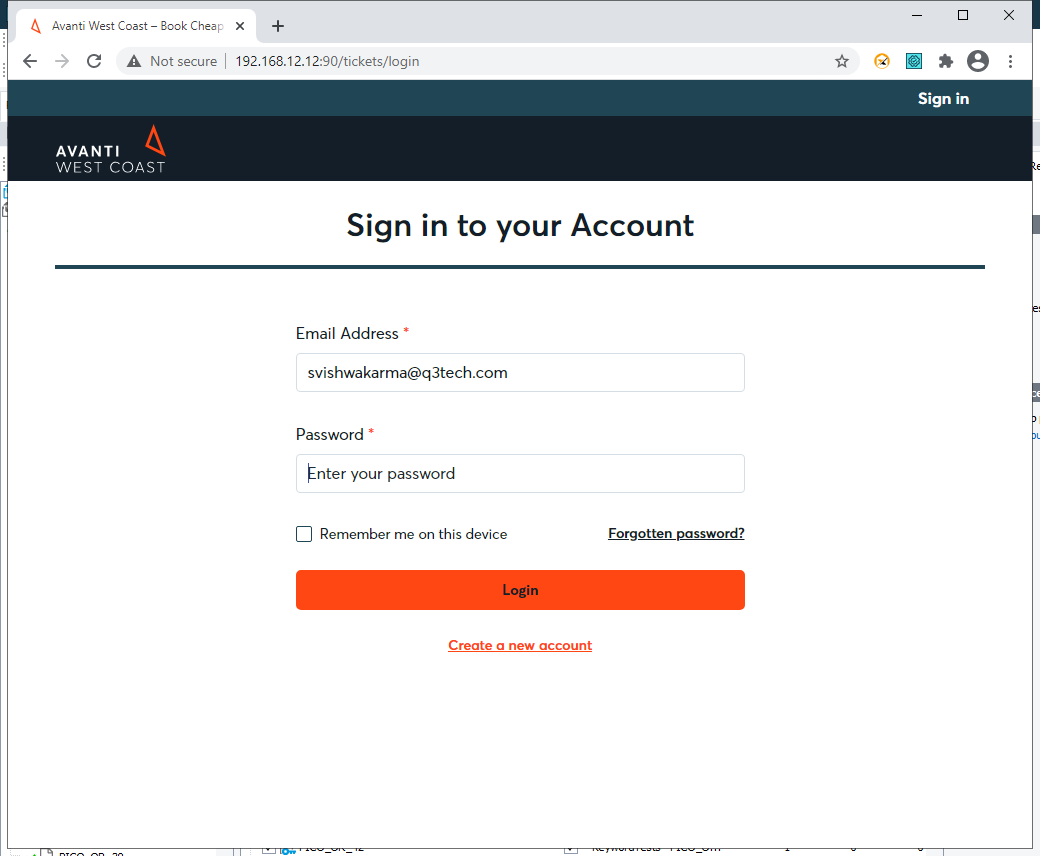 Avanti West Coast – Book Cheap
Not secure
192.168.12.12:90/tickets/login
Sign in
AVANTI
WEST COAST
Sign in to your Account
Email Address *
svishwakarma@q3tech.com
Password *
Enter your password
Remember me on this device
Forgotten password?
Login
Create a new account